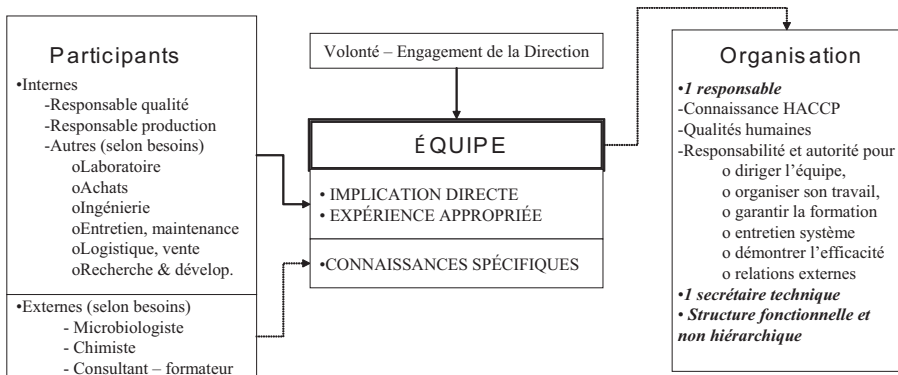 Participants
•Internes
-Responsable qualité
-Responsable production
-Autres (selon besoins)
oLaboratoire
oAchats
oIngénierie
oEntretien, maintenance
oLogistique, vente
oRecherche & dévelop.
•Externes (selon besoins)
- Microbiologiste
- Chimiste
- Consultant – formateur
Volonté – Engagement de la Direction
ÉQUIPE
• IMPLICATION DIRECTE
• EXPÉRIENCE APPROPRIÉE
•CONNAISSANCES SPÉCIFIQUES
Organisation
•1 responsable
-Connaissance HACCP
-Qualités humaines
-Responsabilité et autorité pour
o diriger l’équipe,
o organiser son travail,
o garantir la formation
o entretien système
o démontrer l’efficacité
o relations externes
•1 secrétaire technique
• Structure fonctionnelle et
non hiérarchique